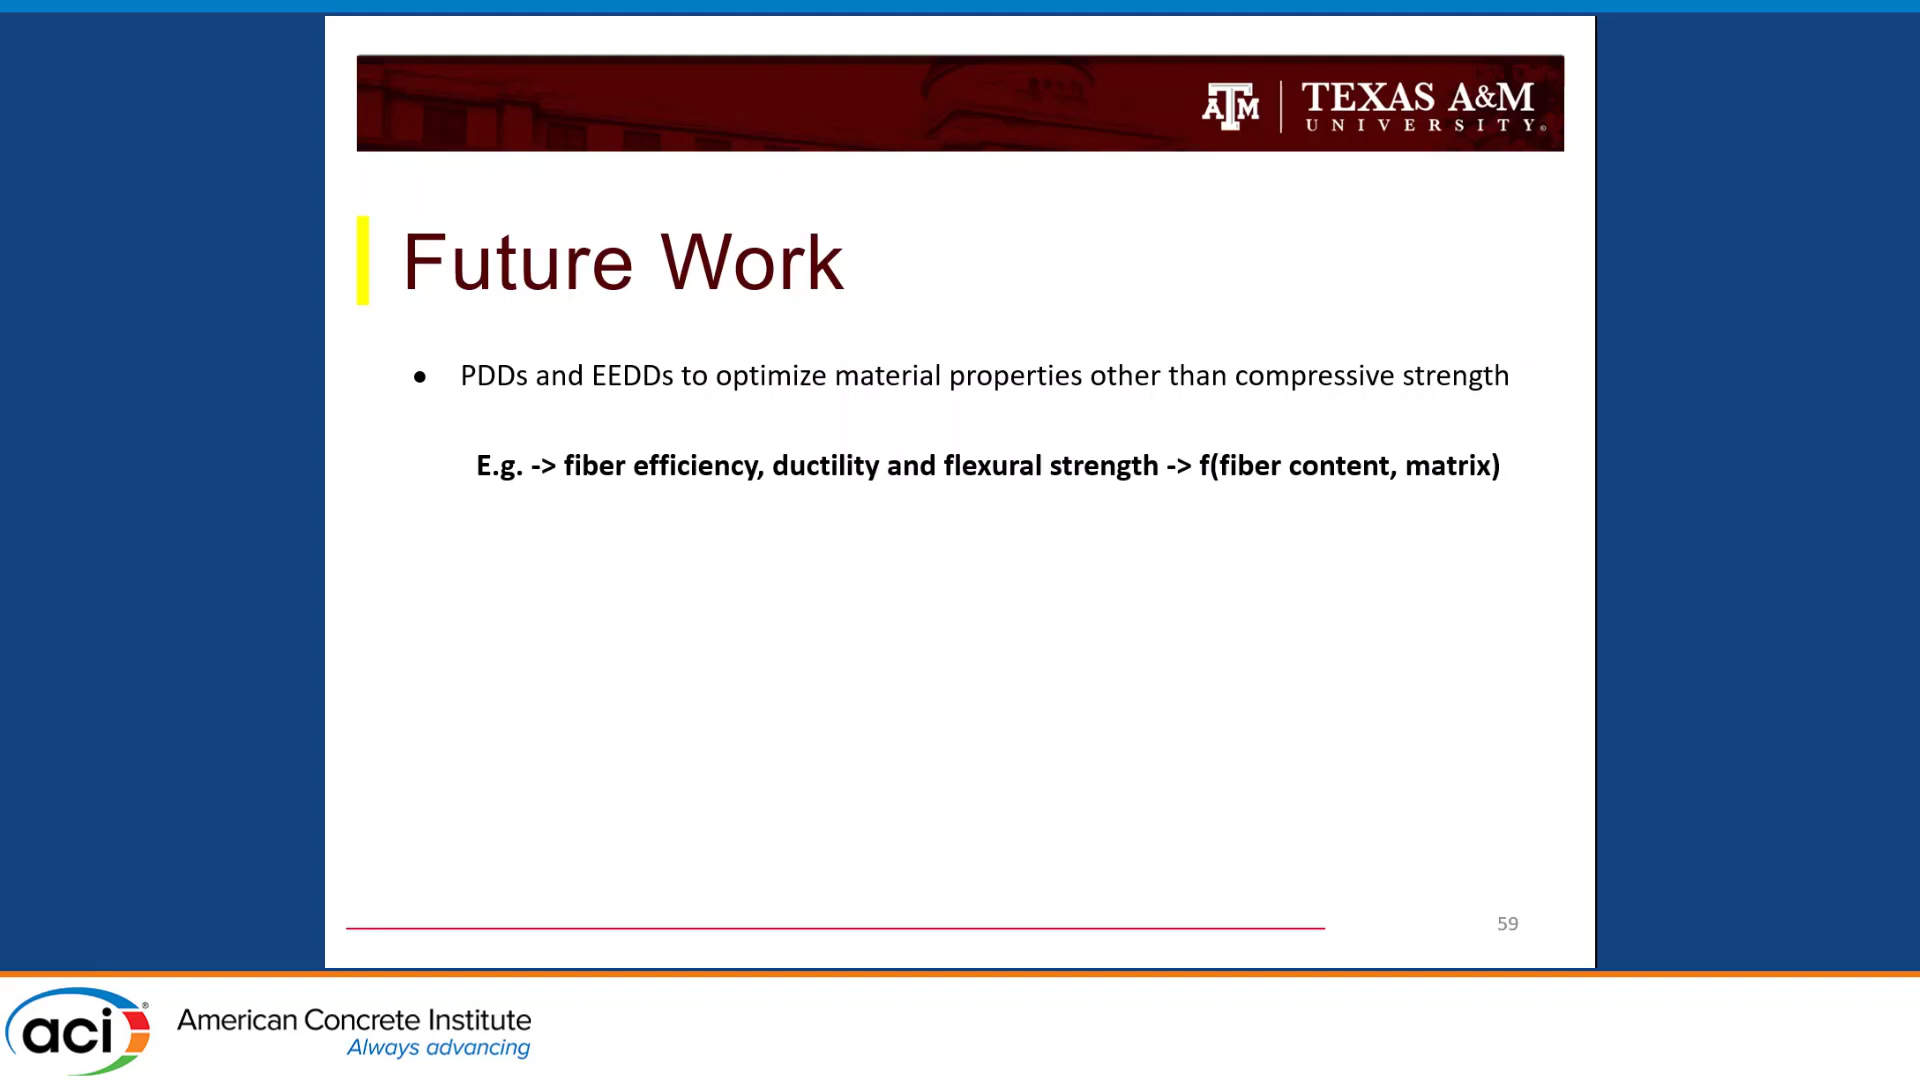 ATM
TEXAS A&M
UNIVERSITY®
Future Work
● PDDs and EEDDs to optimize material properties other than compressive strength
E.g. -> fiber efficiency, ductility and flexural strength -> f(fiber content, matrix)
59
aci®
American Concrete Institute
Always advancing